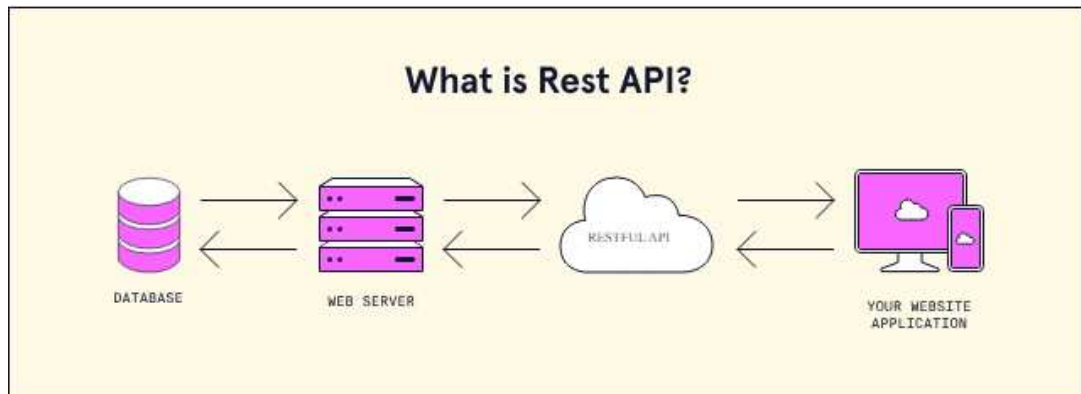 What is Rest API?
RESTFUL API
DATABASE
WEB SERVER
YOUR WEBSITE
APPLICATION